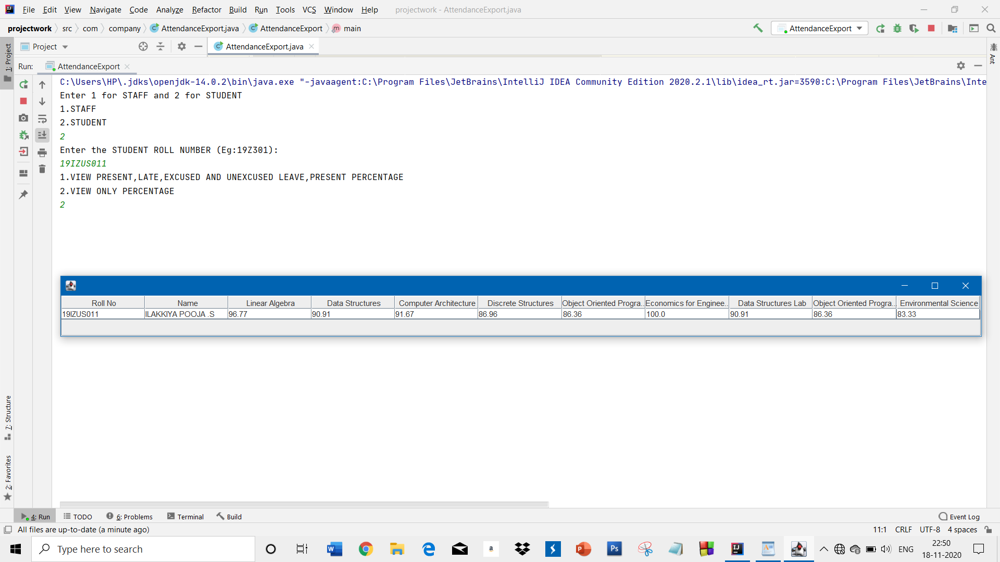 File Edit View Navigate Code Analyze Refactor Build Run Tools VCS Window Help projectwork - AttendanceExport.java
projectwork src com company AttendanceExport.java AttendanceExport main AttendanceExport
1: Project Project AttendanceExport.java Ant
Run: AttendanceExport
C:\Users\HP\.jdks\openjdk-14.0.2\bin\java.exe "-javaagent:C:\Program Files\JetBrains\IntelliJ IDEA Community Edition 2020.2.1\lib\idea_rt.jar=3590:C:\Program Files\JetBrains\Inte
Enter 1 for STAFF and 2 for STUDENT
1.STAFF
2.STUDENT
2
Enter the STUDENT ROLL NUMBER (Eg:19Z301):
19IZUS011
1.VIEW PRESENT,LATE,EXCUSED AND UNEXCUSED LEAVE,PRESENT PERCENTAGE
2.VIEW ONLY PERCENTAGE
2
Roll No Name Linear Algebra Data Structures Computer Architecture Discrete Structures Object Oriented Progra... Economics for Enginee... Data Structures Lab Object Oriented Progra... Environmental Science
19IZUS011 ILAKKIYA POOJA .S 96.77 90.91 91.67 86.96 86.36 100.0 90.91 86.36 83.33
7: Structure
2: Favorites
4: Run TODO 6: Problems Terminal Build Event Log
All files are up-to-date (a minute ago) 11:1 CRLF UTF-8 4 spaces
Type here to search ENG 22:50
18-11-2020